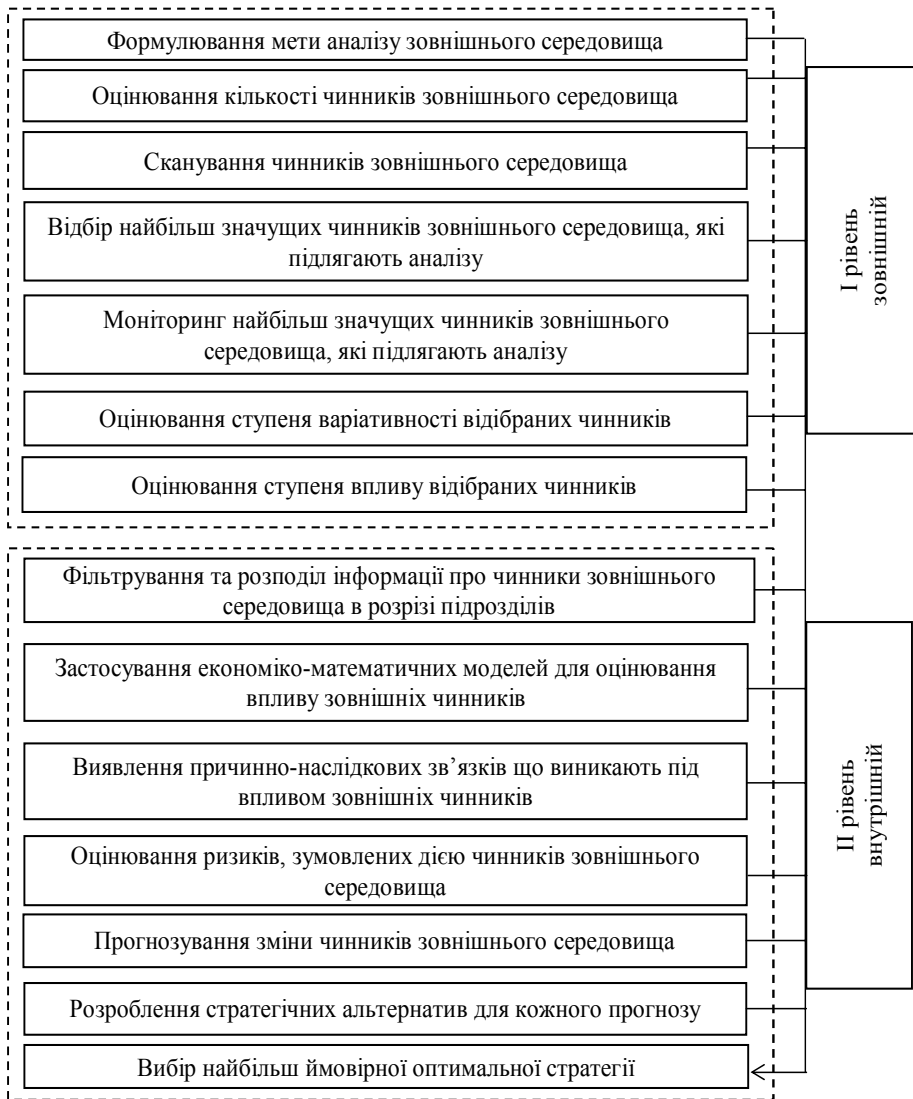 Формулювання мети аналізу зовнішнього середовища
Оцінювання кількості чинників зовнішнього середовища
Сканування чинників зовнішнього середовища
Відбір найбільш значущих чинників зовнішнього середовища, які
підлягають аналізу
Моніторинг найбільш значущих чинників зовнішнього
середовища, які підлягають аналізу
Оцінювання ступеня варіативності відібраних чинників
Оцінювання ступеня впливу відібраних чинників
І рівень
зовнішній
Фільтрування та розподіл інформації про чинники зовнішнього
середовища в розрізі підрозділів
Застосування економіко-математичних моделей для оцінювання
впливу зовнішніх чинників
Виявлення причинно-наслідкових зв’язків що виникають під
впливом зовнішніх чинників
Оцінювання ризиків, зумовлених дією чинників зовнішнього
середовища
Прогнозування зміни чинників зовнішнього середовища
Розроблення стратегічних альтернатив для кожного прогнозу
Вибір найбільш ймовірної оптимальної стратегії
ІІ рівень
внутрішній